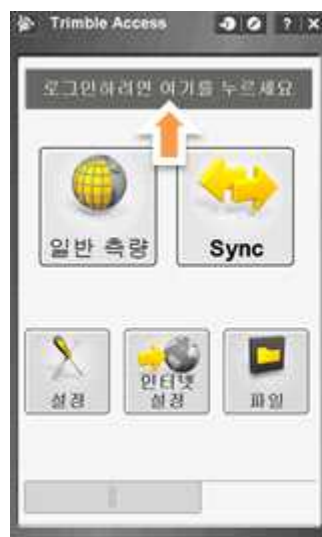 Trimble Access
? X
로그인하려면 여기를 누르세요
일반 측량
Sync
설정
인터넷
설정
파일